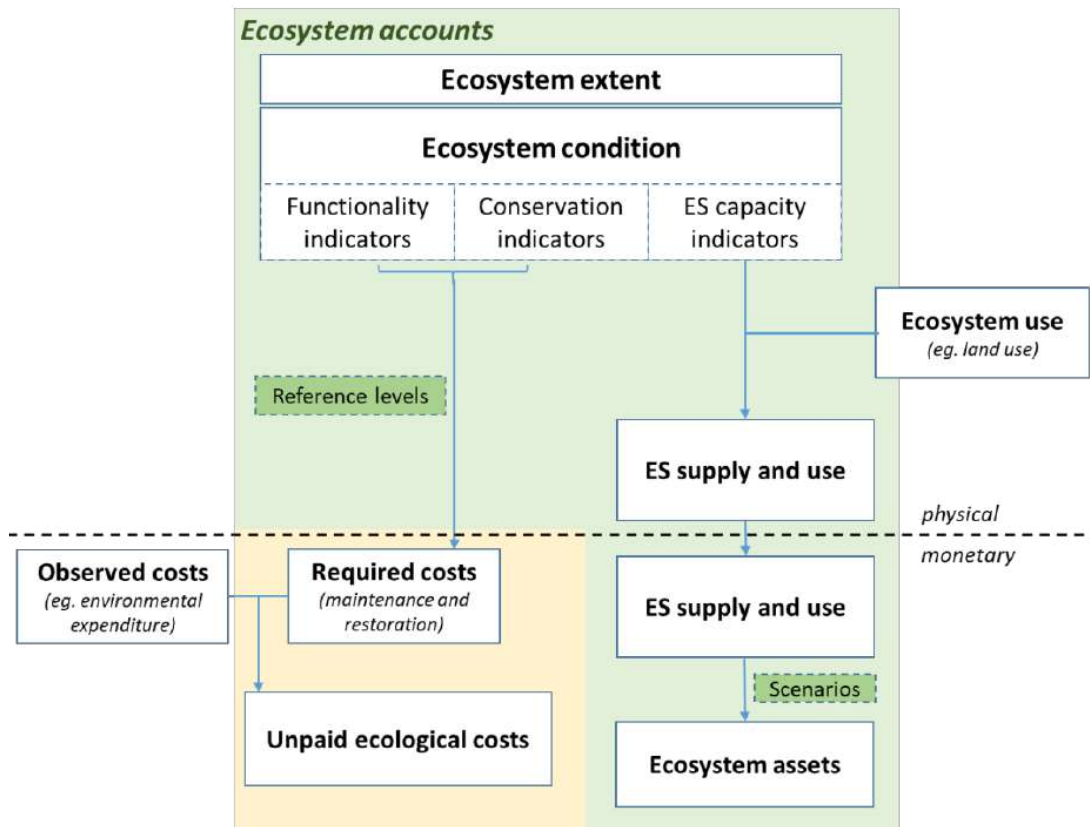 Ecosystem accounts
Ecosystem extent
Ecosystem condition
Functionality
indicators
Conservation
indicators
ES capacity
indicators
Ecosystem use
(eg. land use)
Reference levels
ES supply and use
physical
monetary
Observed costs
(eg. environmental
expenditure)
Required costs
(maintenance and
restoration)
ES supply and use
Scenarios
Unpaid ecological costs
Ecosystem assets